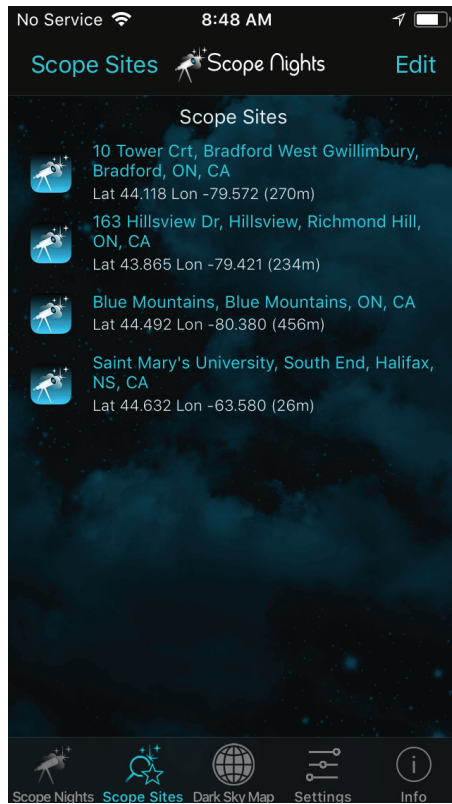 No Service 8:48 AM
Scope Sites Scope Nights Edit
Scope Sites
10 Tower Crt, Bradford West Gwillimbury,
Bradford, ON, CA
Lat 44.118 Lon -79.572 (270m)
163 Hillsview Dr, Hillsview, Richmond Hill,
ON, CA
Lat 43.865 Lon -79.421 (234m)
Blue Mountains, Blue Mountains, ON, CA
Lat 44.492 Lon -80.380 (456m)
Saint Mary's University, South End, Halifax,
NS, CA
Lat 44.632 Lon -63.580 (26m)
Scope Nights Scope Sites Dark Sky Map Settings Info